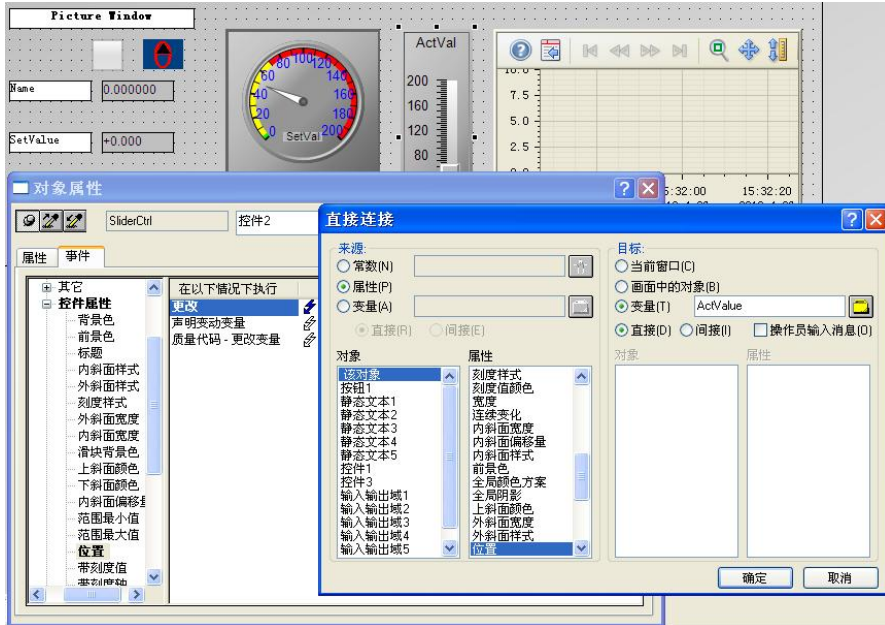 Picture Window
ActVal
Name
0.000000
SetValue
+0.000
0
20
40
60
80
100
120
140
160
180
200
SetVal
200
160
120
80
10.0
7.5
5.0
2.5
0.0
5:32:00
15:32:20
对象属性
SliderCtrl
控件2
属性
事件
其它
控件属性
背景色
前景色
标题
内斜面样式
外斜面样式
刻度样式
外斜面宽度
内斜面宽度
滑块背景色
上斜面颜色
下斜面颜色
内斜面偏移量
范围最小值
范围最大值
位置
带刻度值
带刻度轴
在以下情况下执行
更改
声明变动变量
质量代码 - 更改变量
直接连接
来源:
常数(N)
属性(P)
变量(A)
直接(R)
间接(E)
对象
该对象
按钮1
静态文本1
静态文本2
静态文本3
静态文本4
静态文本5
控件1
控件3
输入输出域1
输入输出域2
输入输出域3
输入输出域4
输入输出域5
属性
刻度样式
刻度值颜色
宽度
连续变化
内斜面宽度
内斜面偏移量
内斜面样式
前景色
全局颜色方案
全局阴影
上斜面颜色
外斜面宽度
外斜面样式
位置
目标:
当前窗口(C)
画面中的对象(B)
变量(T)
ActValue
直接(D)
间接(I)
操作员输入消息(O)
对象
属性
确定
取消